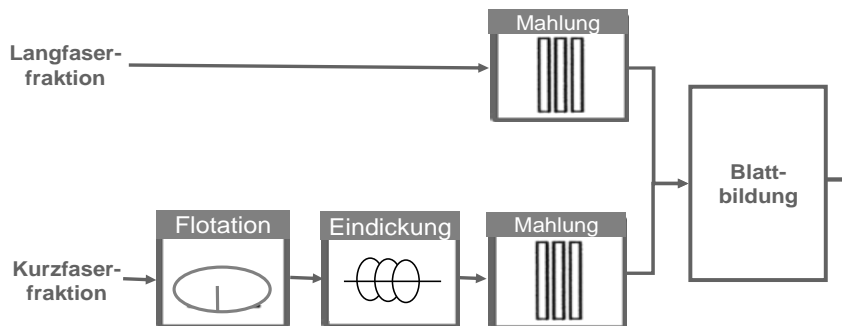 Mahlung
Langfaser-
fraktion
Blatt-
bildung
Flotation
Eindickung
Mahlung
Kurzfaser-
fraktion